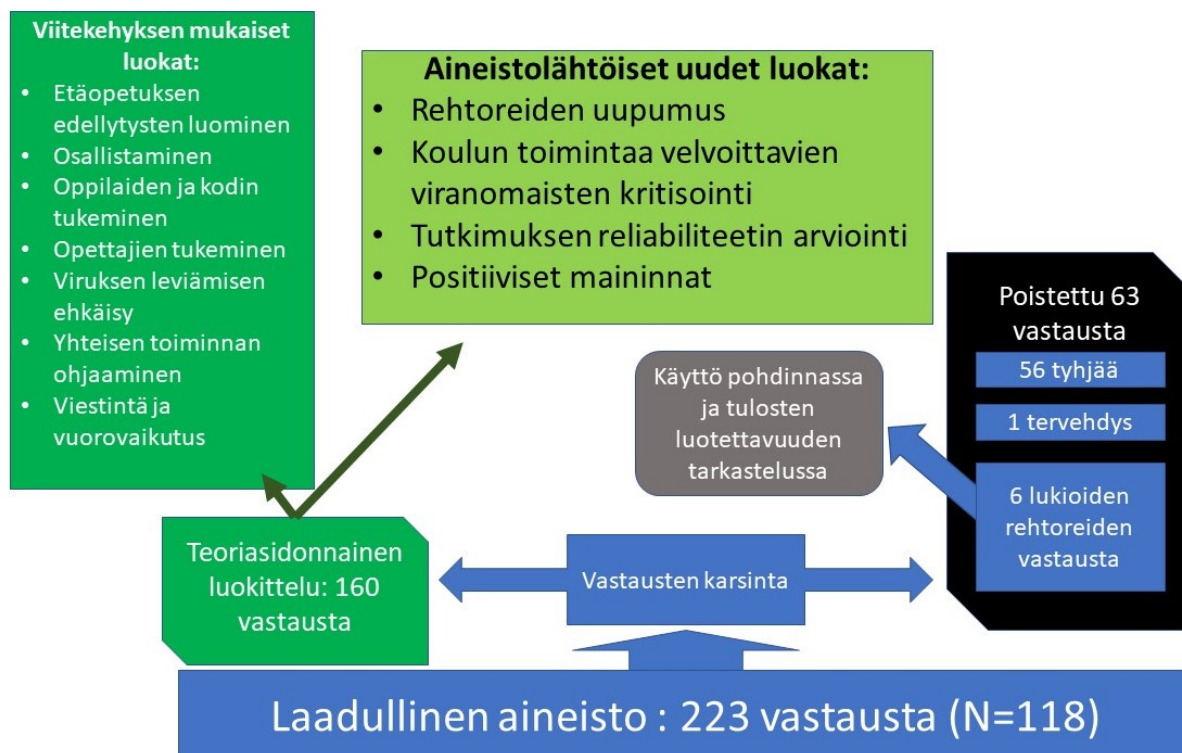 Viitekehyksen mukaiset
luokat:
• Etäopetuksen
edellytysten luominen
• Osallistaminen
• Oppilaiden ja kodin
tukeminen
• Opettajien tukeminen
• Viruksen leviämisen
ehkäisy
• Yhteisen toiminnan
ohjaaminen
• Viestintä ja
vuorovaikutus
Aineistolähtöiset uudet luokat:
• Rehtoreiden uupumus
• Koulun toimintaa velvoittavien
viranomaisten kritisointi
• Tutkimuksen reliabiliteetin arviointi
• Positiiviset maininnat
Poistettu 63
vastausta
56 tyhjää
1 tervehdys
6 lukioiden
rehtoreiden
vastausta
Käyttö pohdinnassa
ja tulosten
luotettavuuden
tarkastelussa
Teoriasidonnainen
luokittelu: 160
vastausta
Vastausten karsinta
Laadullinen aineisto : 223 vastausta (N=118)